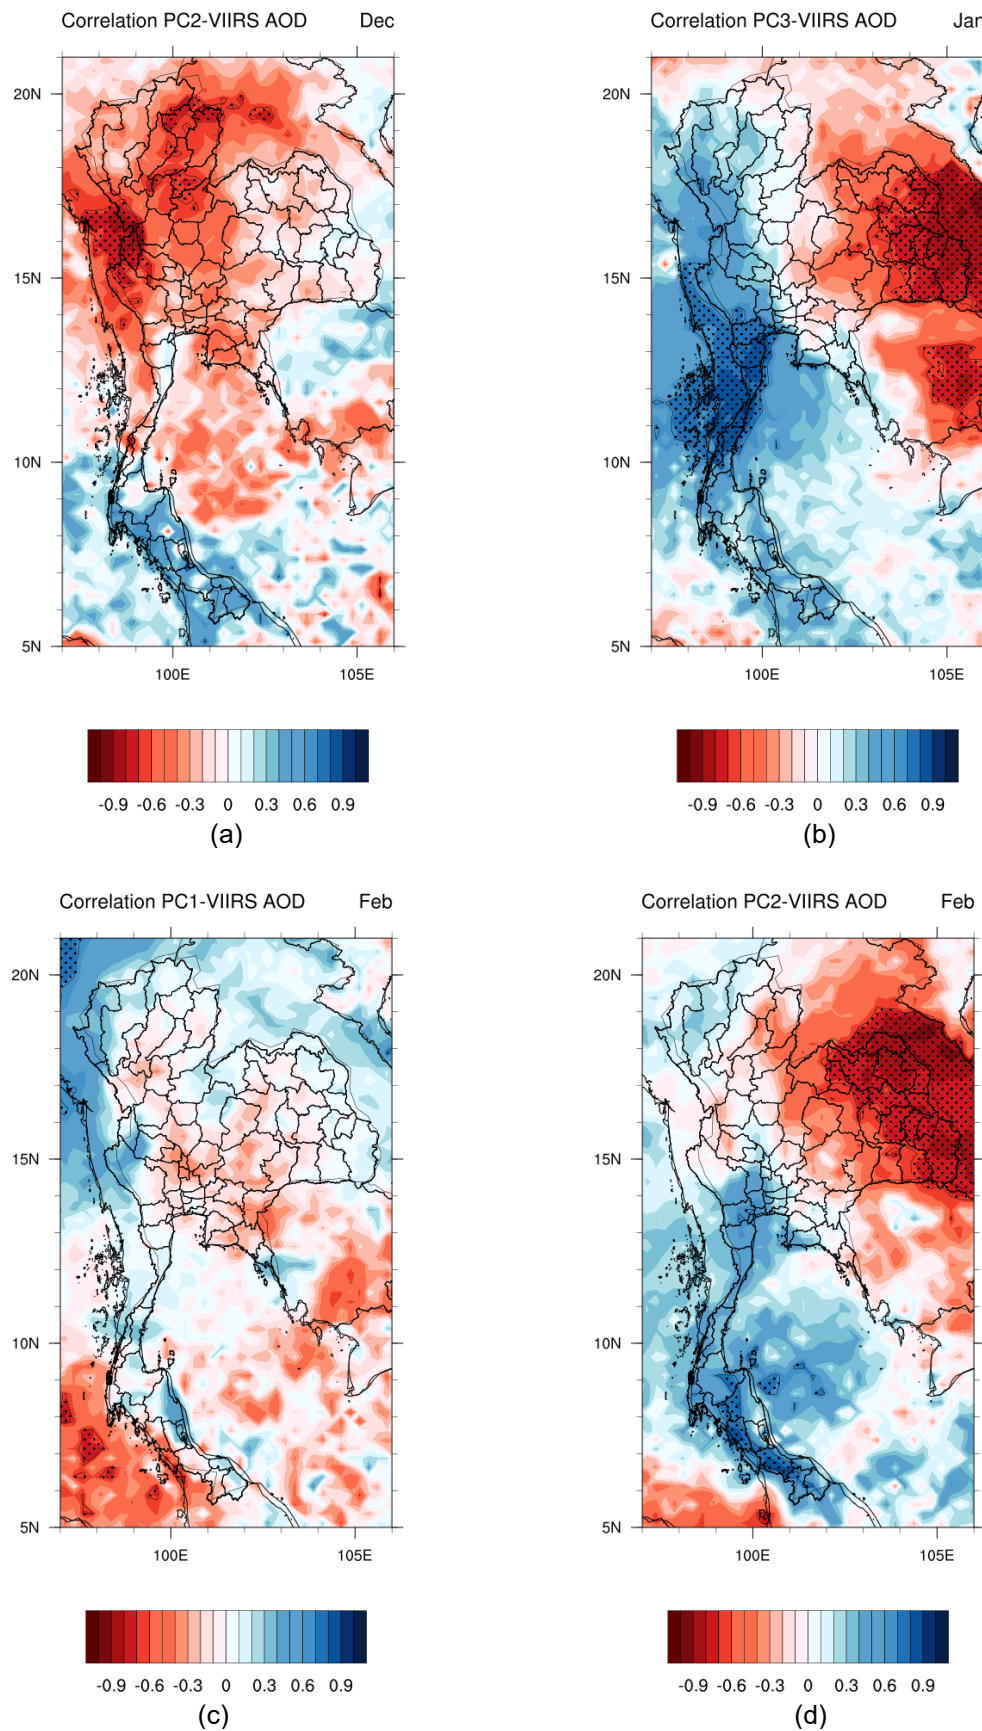 Correlation PC2-VIIRS AOD Dec
20N
15N
10N
5N
100E 105E
-0.9 -0.6 -0.3 0 0.3 0.6 0.9
(a)
Correlation PC3-VIIRS AOD Jan
20N
15N
10N
5N
100E 105E
-0.9 -0.6 -0.3 0 0.3 0.6 0.9
(b)
Correlation PC1-VIIRS AOD Feb
20N
15N
10N
5N
100E 105E
-0.9 -0.6 -0.3 0 0.3 0.6 0.9
(c)
Correlation PC2-VIIRS AOD Feb
20N
15N
10N
5N
100E 105E
-0.9 -0.6 -0.3 0 0.3 0.6 0.9
(d)